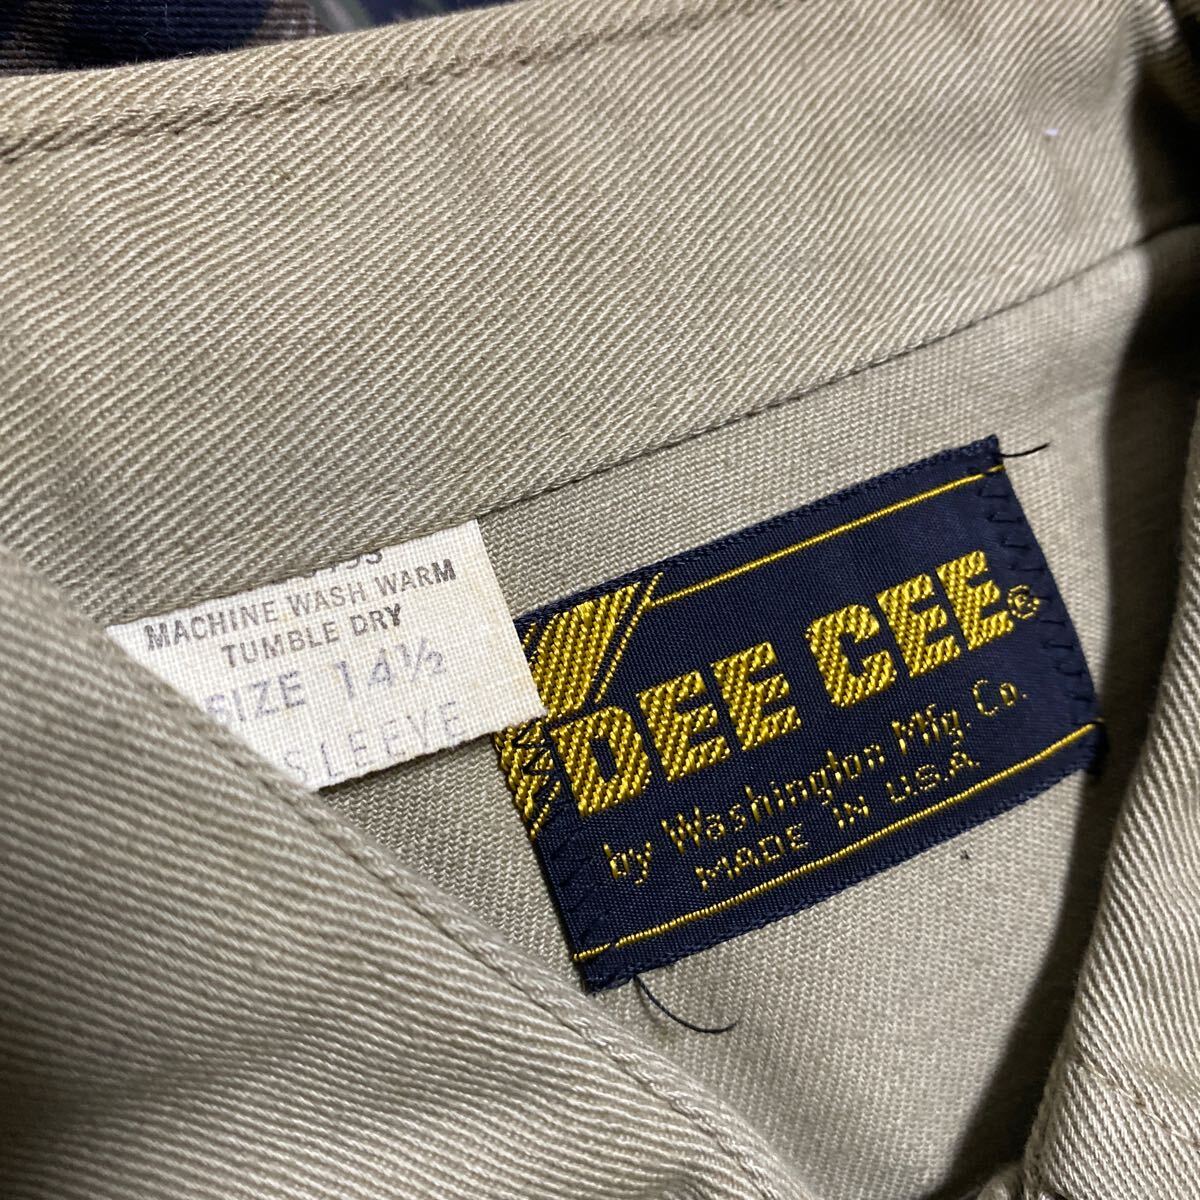 MACHINE WASH WARM
TUMBLE DRY
SIZE 14½
SLEEVE
DEE CEE®
by Washington Mfg. Co.
MADE IN U.S.A